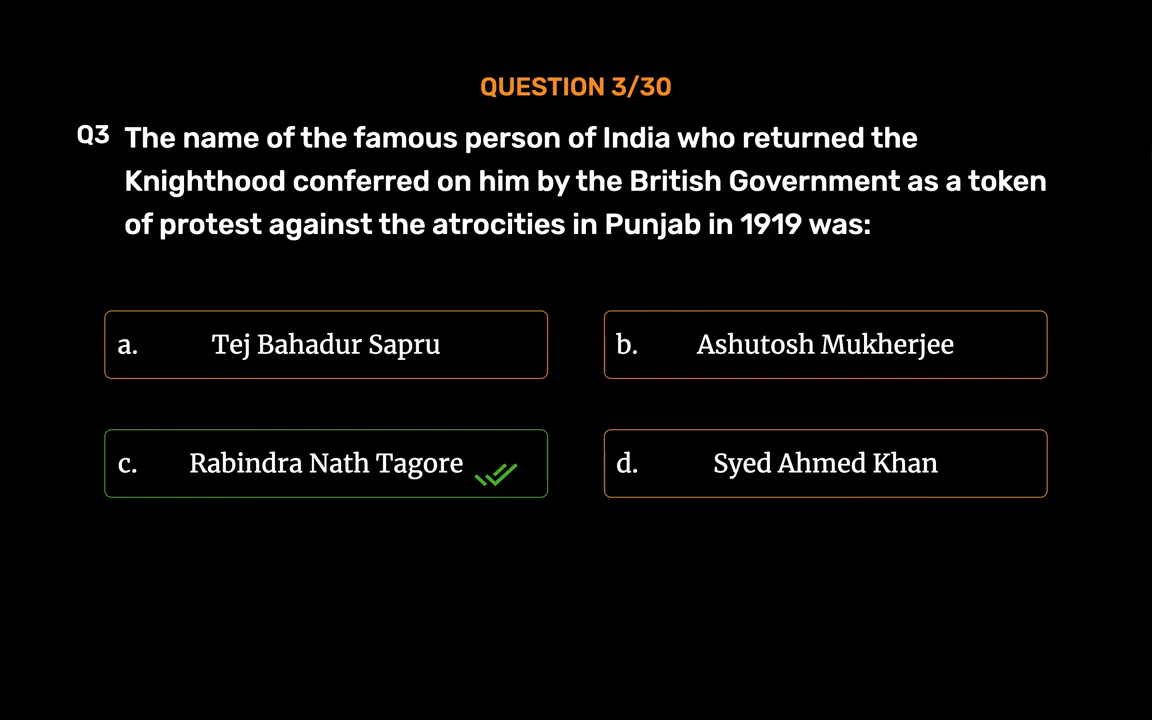 QUESTION 3/30
Q3 The name of the famous person of India who returned the
Knighthood conferred on him by the British Government as a token
of protest against the atrocities in Punjab in 1919 was:
a. Tej Bahadur Sapru
b. Ashutosh Mukherjee
c. Rabindra Nath Tagore
d. Syed Ahmed Khan